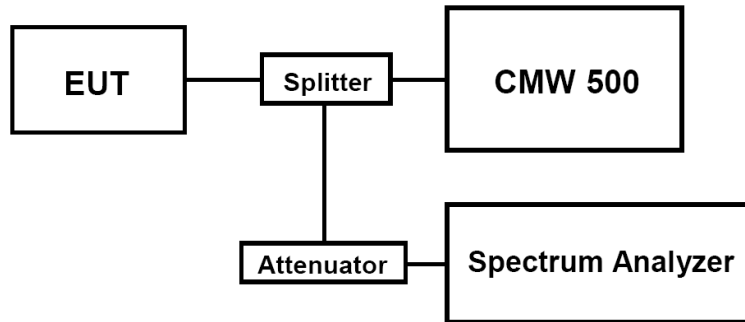 EUT
Splitter
CMW 500
Attenuator
Spectrum Analyzer